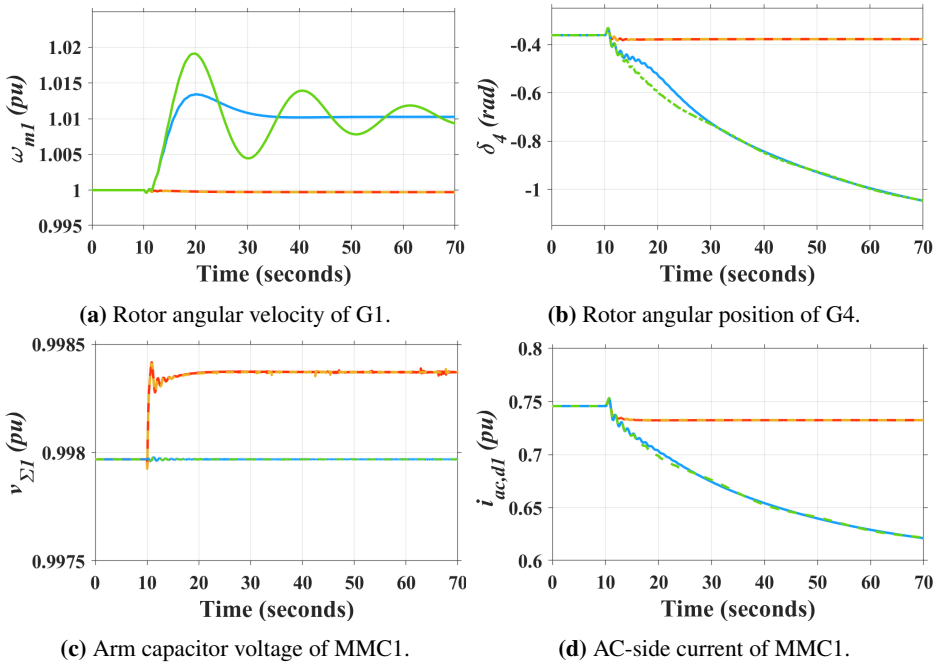 1.02
1.015
1.01
1.005
1
0.995
ω_m1 (pu)
0 10 20 30 40 50 60 70
Time (seconds)
(a) Rotor angular velocity of G1.
-0.4
-0.6
-0.8
-1
δ_4 (rad)
0 10 20 30 40 50 60 70
Time (seconds)
(b) Rotor angular position of G4.
0.9985
0.998
0.9975
v_Σ1 (pu)
0 10 20 30 40 50 60 70
Time (seconds)
(c) Arm capacitor voltage of MMC1.
0.8
0.75
0.7
0.65
0.6
i_ac,d1 (pu)
0 10 20 30 40 50 60 70
Time (seconds)
(d) AC-side current of MMC1.